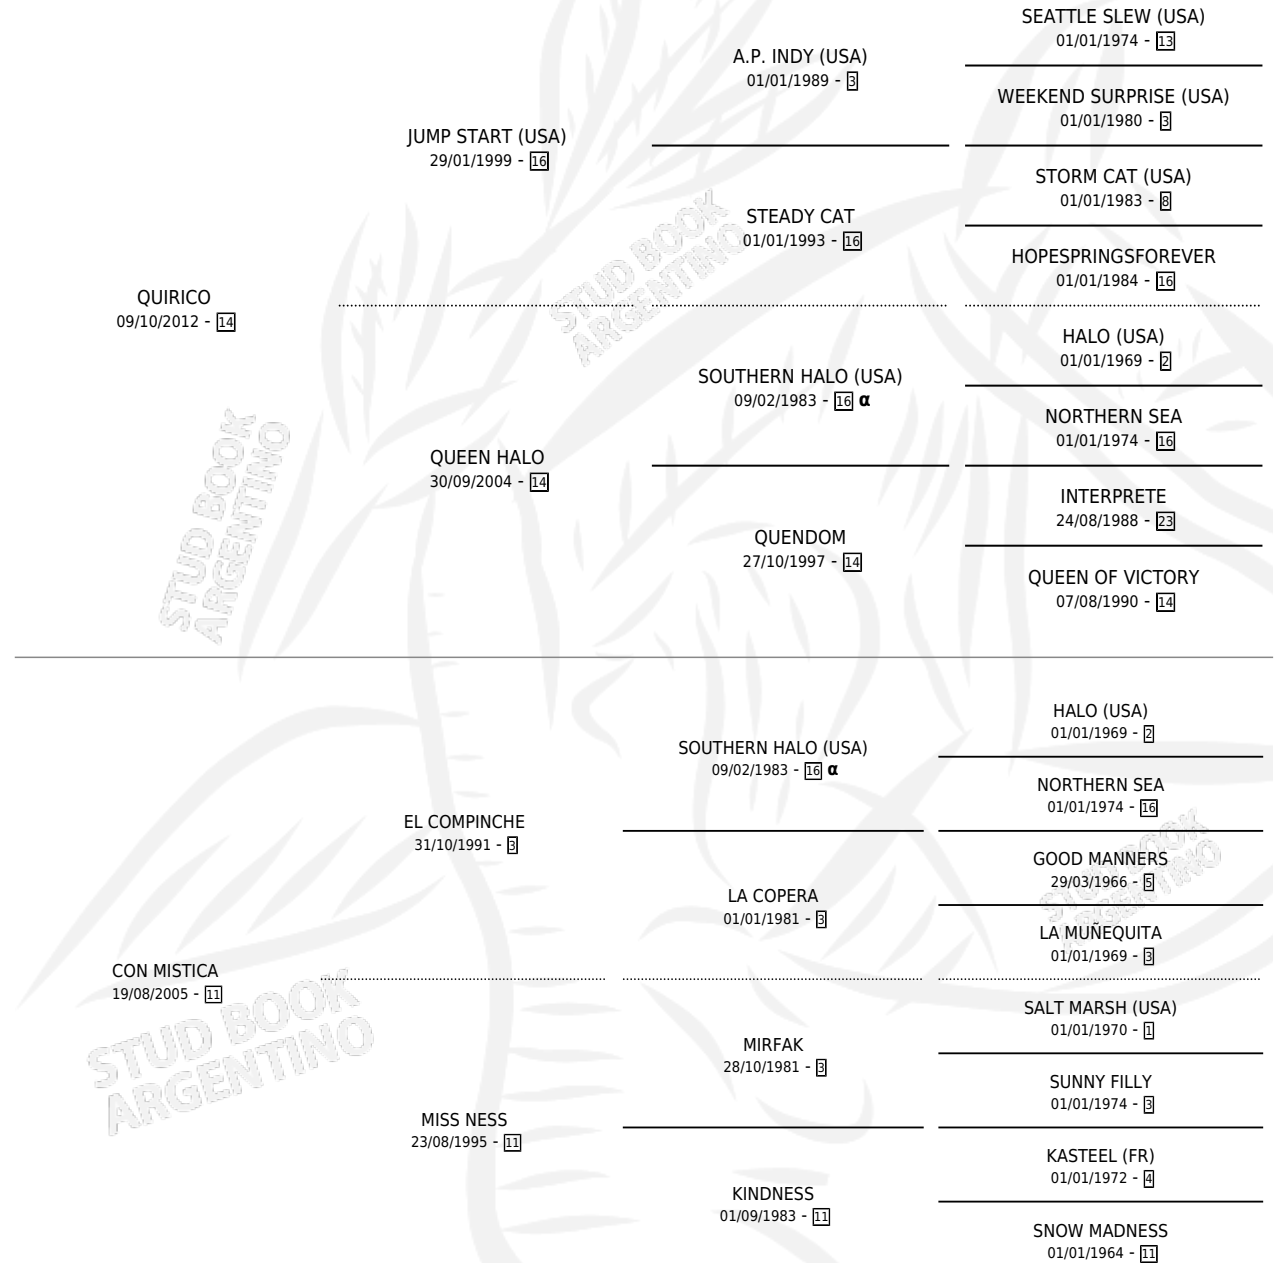 SEATTLE SLEW (USA)
01/01/1974 - 13
A.P. INDY (USA)
01/01/1989 - 3
WEEKEND SURPRISE (USA)
01/01/1980 - 3
JUMP START (USA)
29/01/1999 - 16
STORM CAT (USA)
01/01/1983 - 8
STEADY CAT
01/01/1993 - 16
HOPESPRINGSFOREVER
01/01/1984 - 16
QUIRICO
09/10/2012 - 14
HALO (USA)
01/01/1969 - 2
SOUTHERN HALO (USA)
09/02/1983 - 16 α
NORTHERN SEA
01/01/1974 - 16
QUEEN HALO
30/09/2004 - 14
INTERPRETE
24/08/1988 - 23
QUENDOM
27/10/1997 - 14
QUEEN OF VICTORY
07/08/1990 - 14
HALO (USA)
01/01/1969 - 2
SOUTHERN HALO (USA)
09/02/1983 - 16 α
NORTHERN SEA
01/01/1974 - 16
EL COMPINCHE
31/10/1991 - 3
GOOD MANNERS
29/03/1966 - 5
LA COPERA
01/01/1981 - 3
LA MUÑEQUITA
01/01/1969 - 3
CON MISTICA
19/08/2005 - 11
SALT MARSH (USA)
01/01/1970 - 1
MIRFAK
28/10/1981 - 3
SUNNY FILLY
01/01/1974 - 3
MISS NESS
23/08/1995 - 11
KASTEEL (FR)
01/01/1972 - 4
KINDNESS
01/09/1983 - 11
SNOW MADNESS
01/01/1964 - 11
STUD BOOK
ARGENTINO
STUD BOOK
ARGENTINO
STUD BOOK
ARGENTINO
STUD BOOK
ARGENTINO